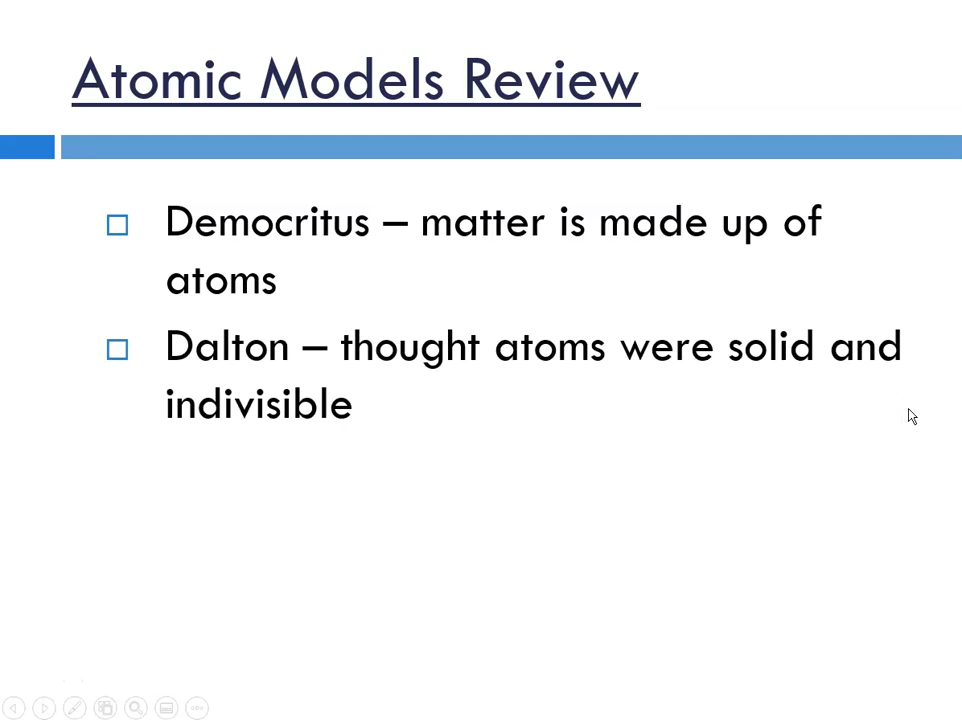 Atomic Models Review
Democritus – matter is made up of
atoms
Dalton – thought atoms were solid and
indivisible